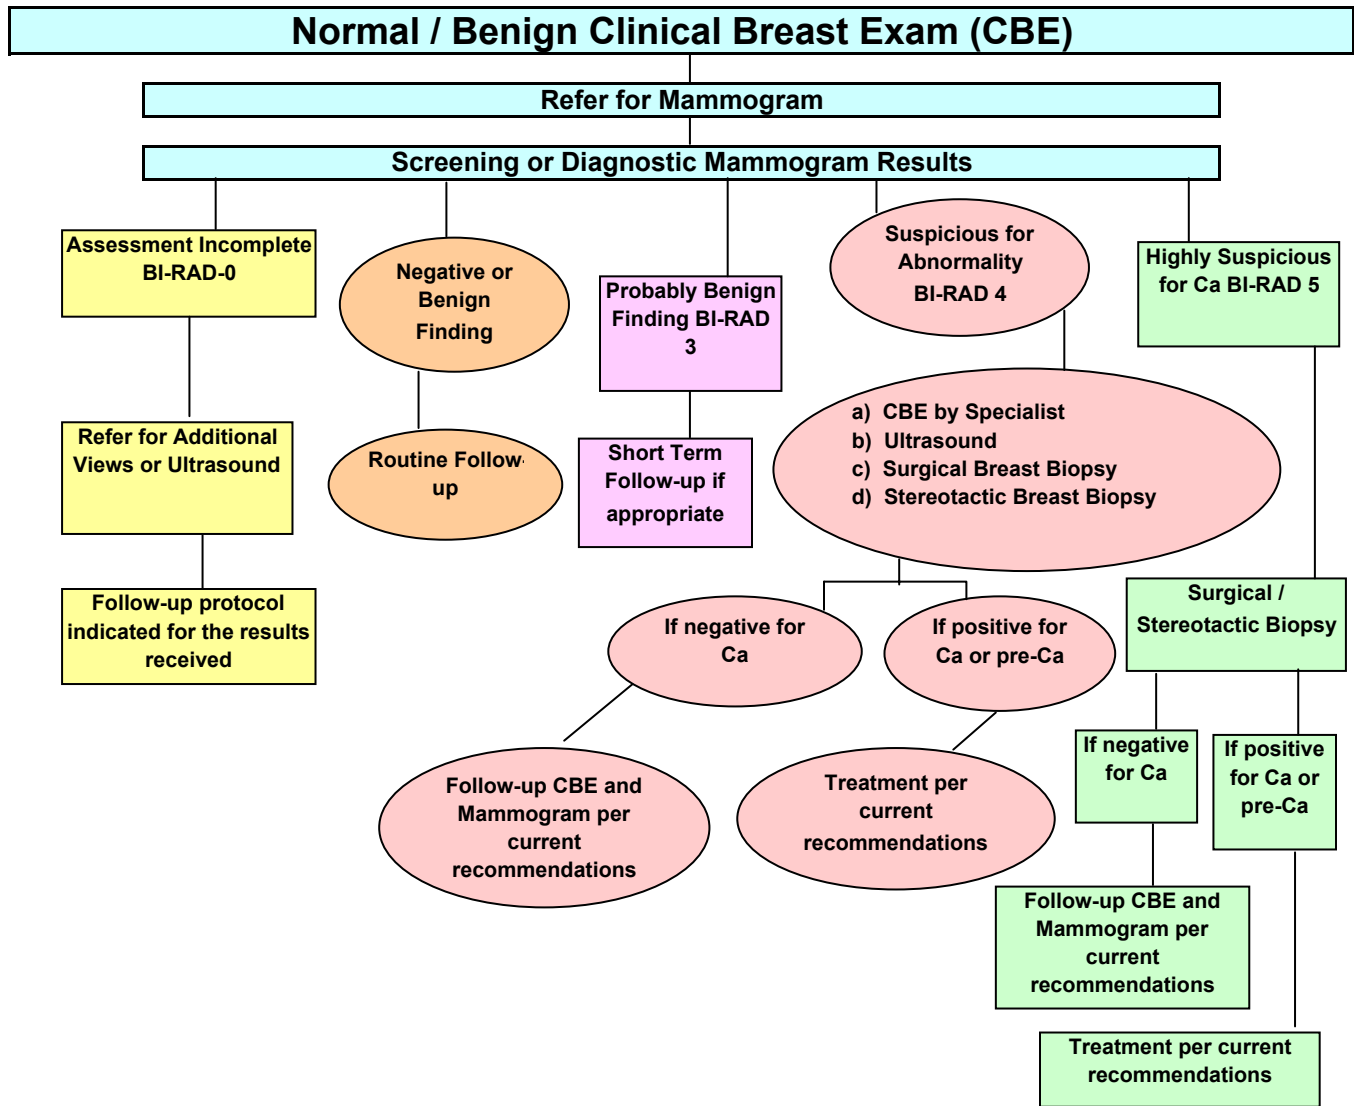 Normal / Benign Clinical Breast Exam (CBE)
Refer for Mammogram
Screening or Diagnostic Mammogram Results
Assessment Incomplete
BI-RAD-0
Negative or
Benign
Finding
Probably Benign
Finding BI-RAD
3
Suspicious for
Abnormality
BI-RAD 4
Highly Suspicious
for Ca BI-RAD 5
Refer for Additional
Views or Ultrasound
Routine Follow-
up
Short Term
Follow-up if
appropriate
a) CBE by Specialist
b) Ultrasound
c) Surgical Breast Biopsy
d) Stereotactic Breast Biopsy
Follow-up protocol
indicated for the results
received
If negative for
Ca
If positive for
Ca or pre-Ca
Surgical /
Stereotactic Biopsy
Follow-up CBE and
Mammogram per
current
recommendations
Treatment per
current
recommendations
If negative
for Ca
If positive
for Ca or
pre-Ca
Follow-up CBE and
Mammogram per
current
recommendations
Treatment per current
recommendations